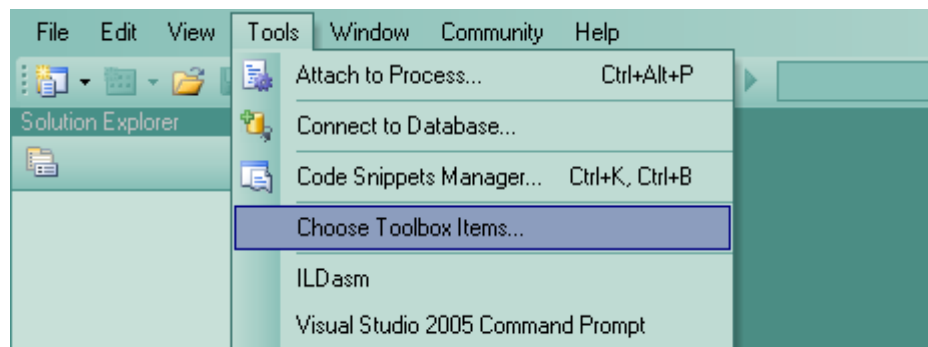 File Edit View Tools Window Community Help
Attach to Process... Ctrl+Alt+P
Solution Explorer
Connect to Database...
Code Snippets Manager... Ctrl+K, Ctrl+B
Choose Toolbox Items...
ILDasm
Visual Studio 2005 Command Prompt